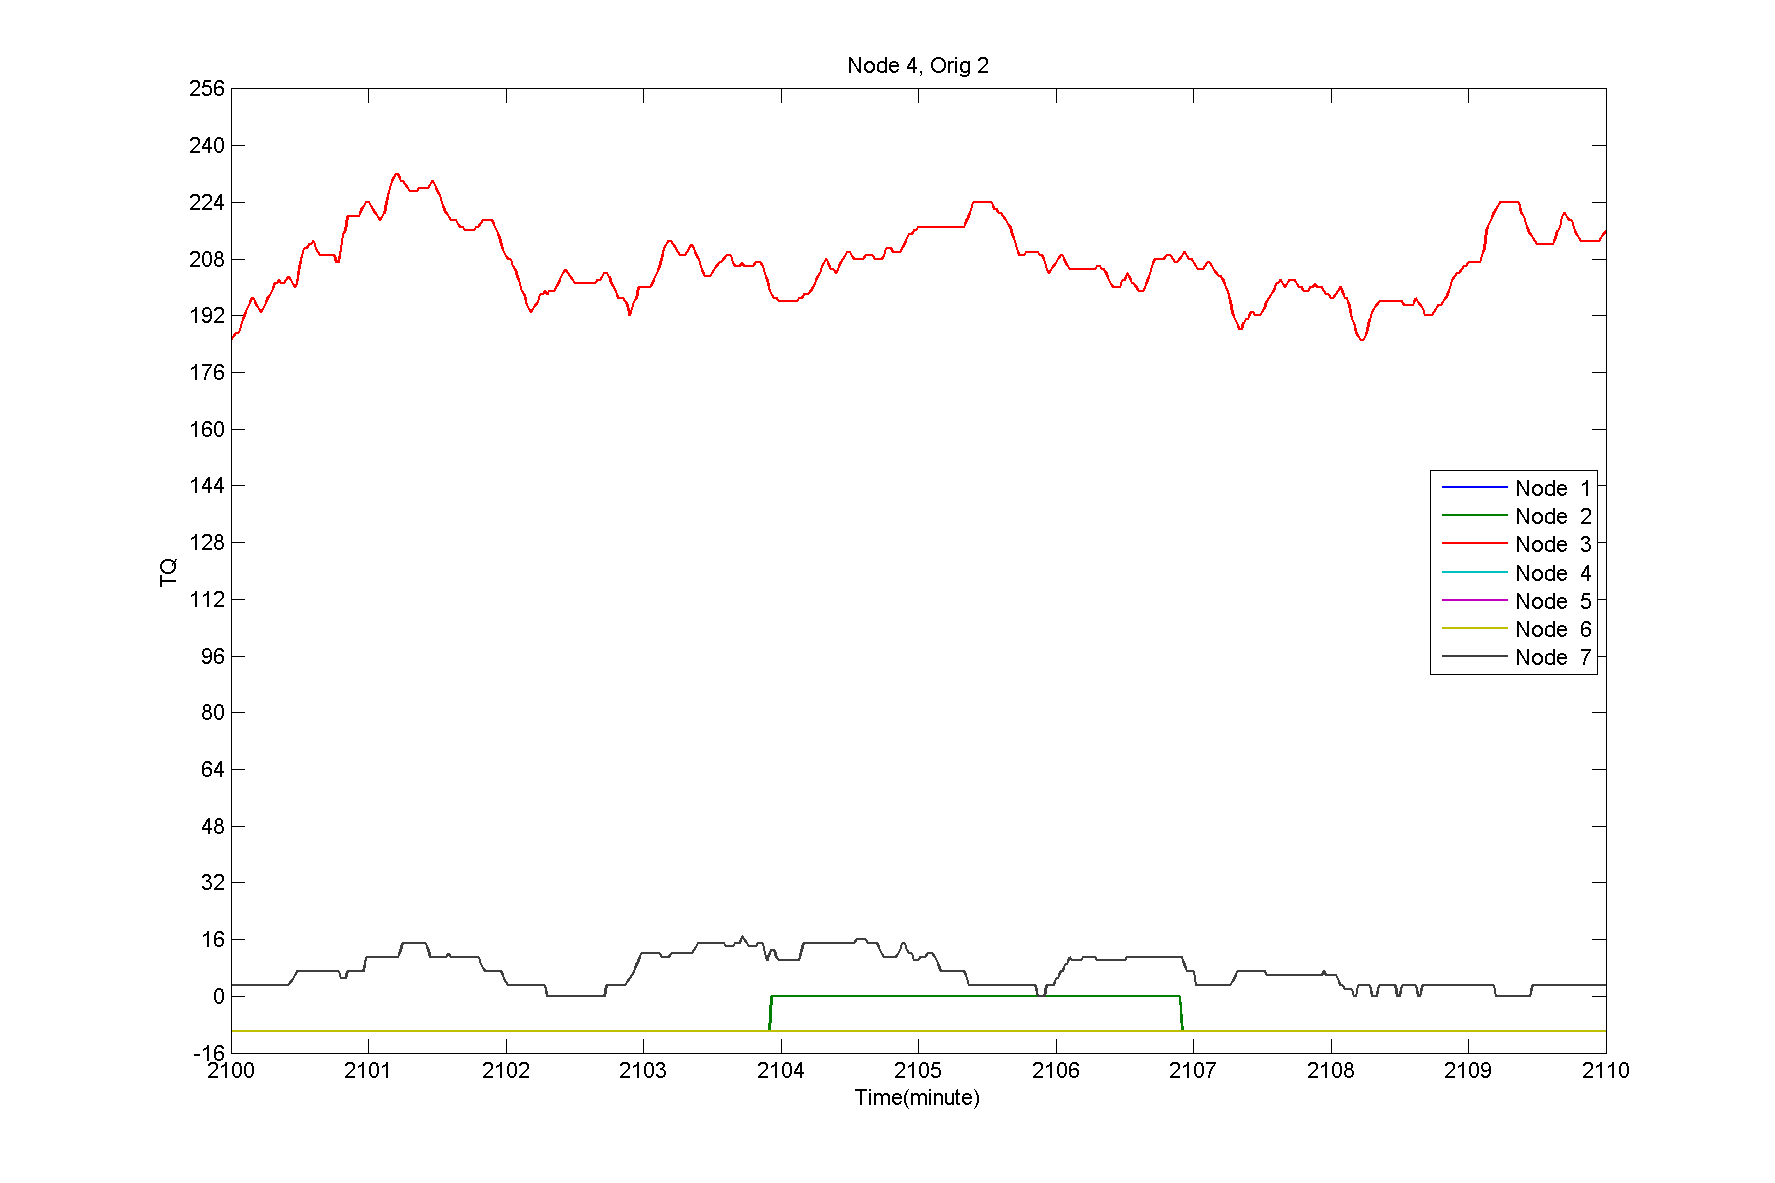 Node 4, Orig 2
256
240
224
208
192
176
160
144
128
112
96
80
64
48
32
16
0
-16
TQ
Node 1
Node 2
Node 3
Node 4
Node 5
Node 6
Node 7
2100 2101 2102 2103 2104 2105 2106 2107 2108 2109 2110
Time(minute)